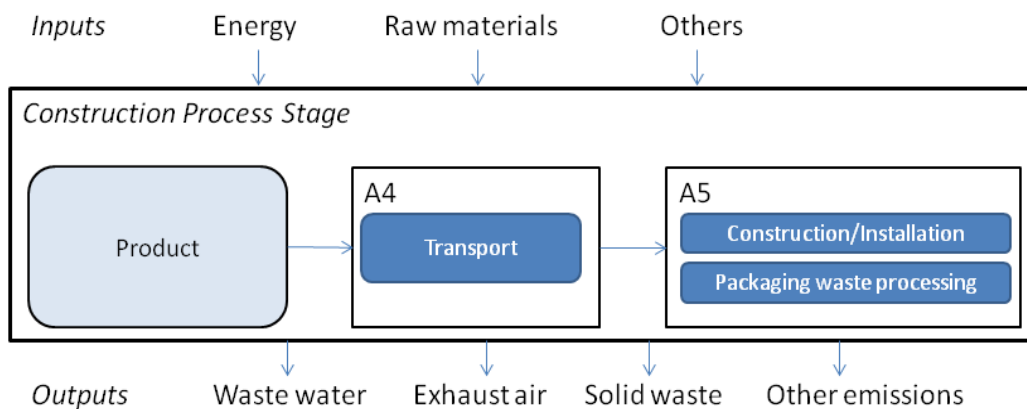 Inputs Energy Raw materials Others
Construction Process Stage
A4 A5
Product Transport Construction/Installation
Packaging waste processing
Outputs Waste water Exhaust air Solid waste Other emissions